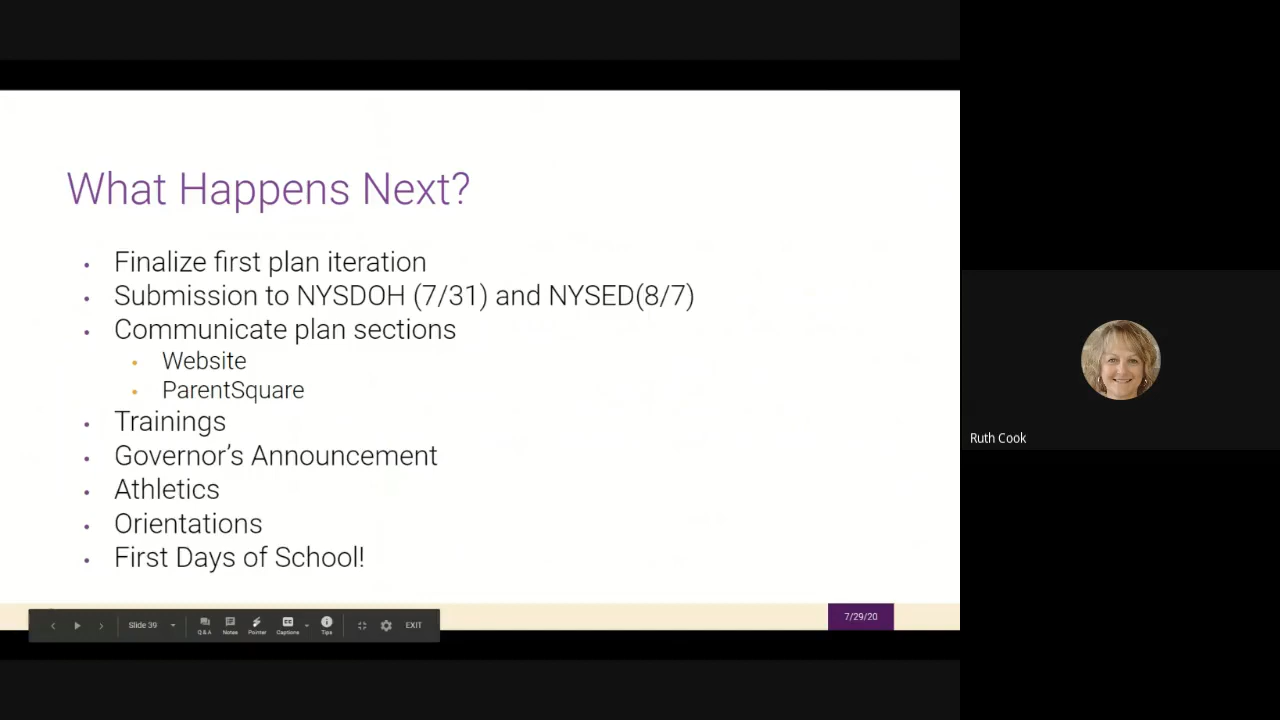 What Happens Next?
Finalize first plan iteration
Submission to NYSDOH (7/31) and NYSED(8/7)
Communicate plan sections
Website
ParentSquare
Trainings
Governor's Announcement
Athletics
Orientations
First Days of School!
Ruth Cook
7/29/20
Slide 39
Q & A
Notes
Pointer
Captions
Tips
EXIT